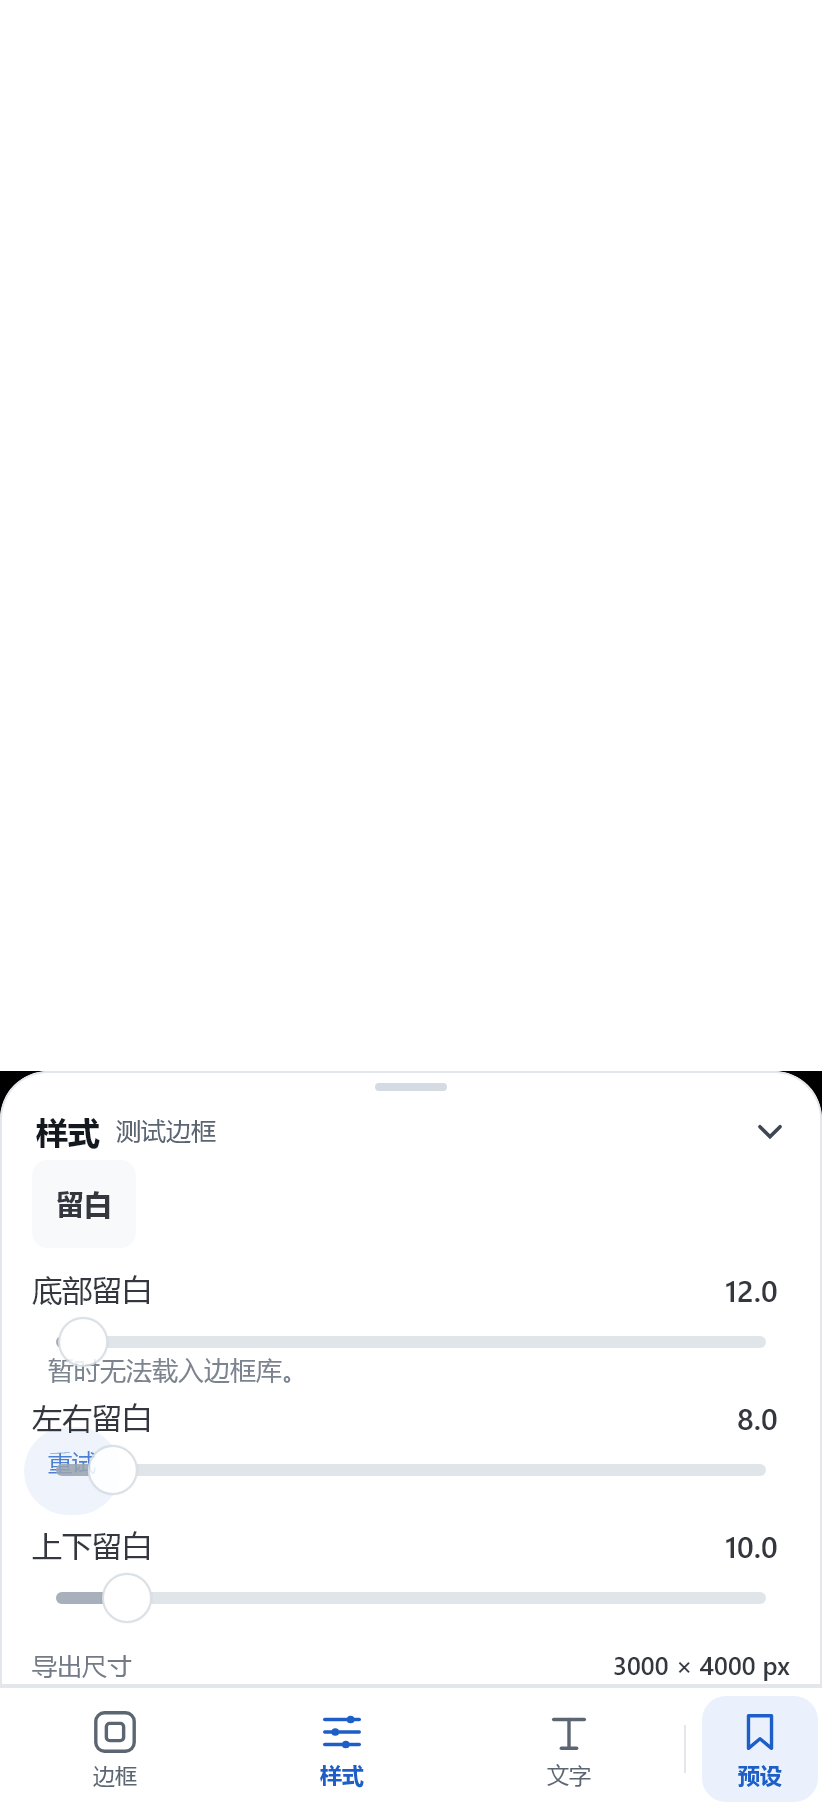 样式 测试边框
留白
底部留白 12.0
暂时无法载入边框库。
左右留白 8.0
重试
上下留白 10.0
导出尺寸 3000 × 4000 px
边框 样式 文字 预设